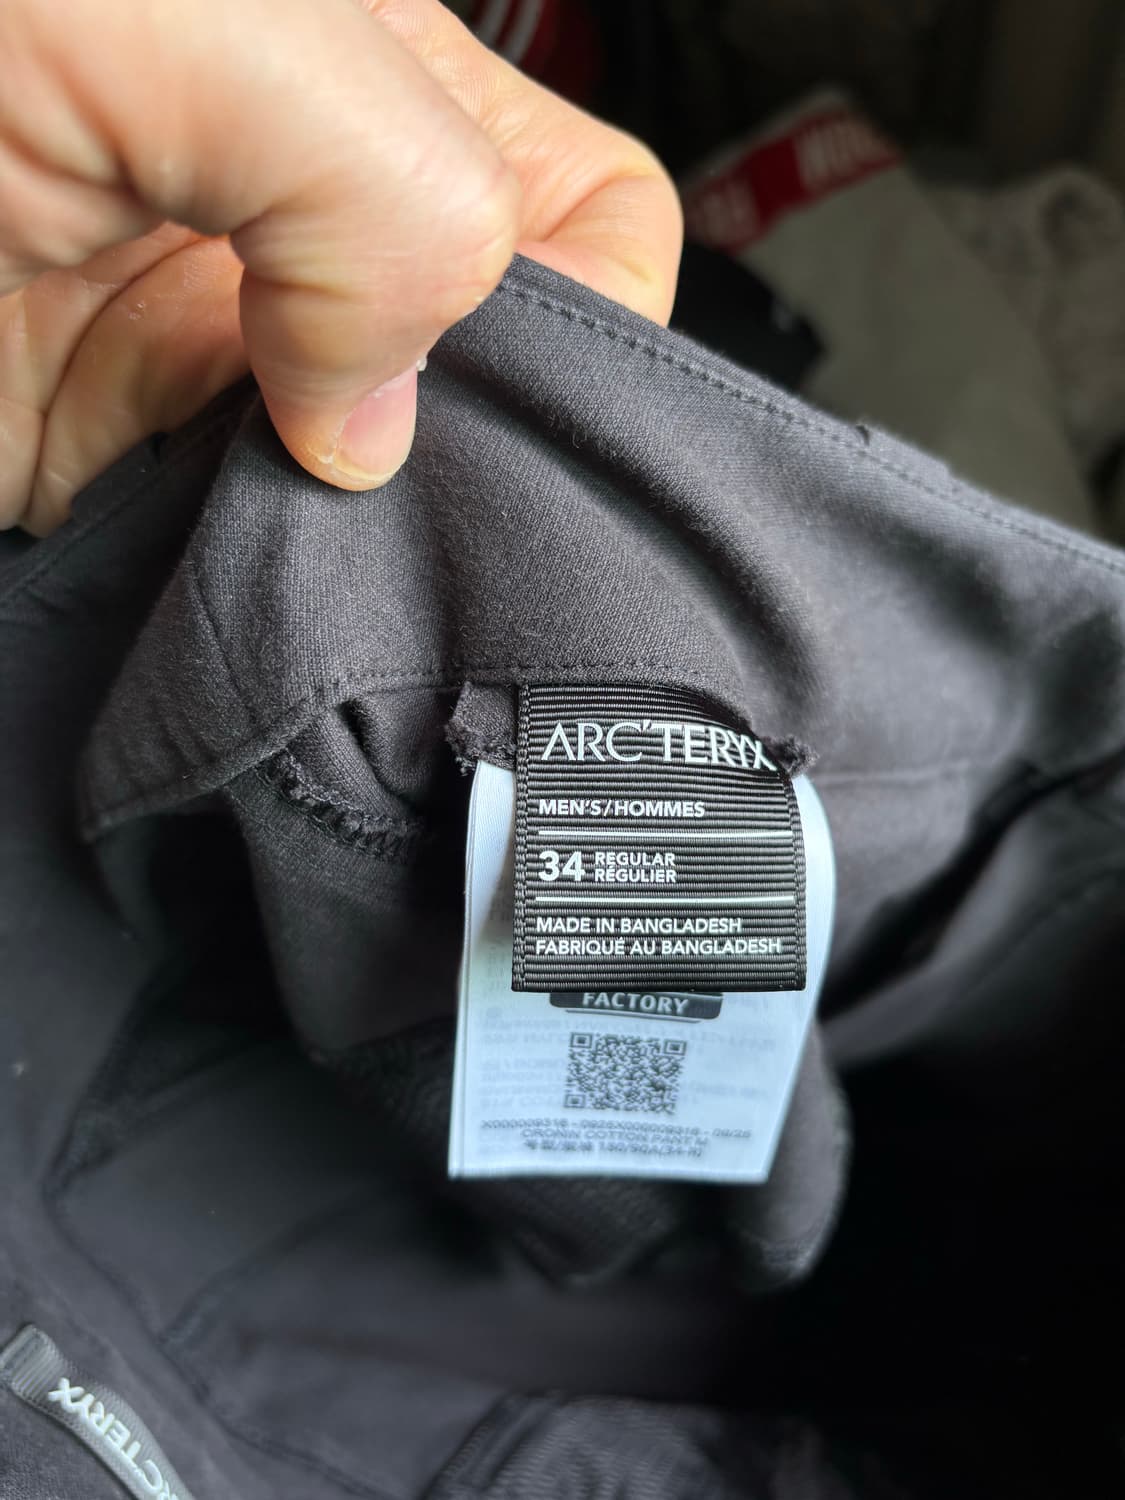 ARC'TERYX
MEN'S/HOMMES
34 REGULAR
RÉGULIER
MADE IN BANGLADESH
FABRIQUÉ AU BANGLADESH
FACTORY
CRONIN COTTON PANT M
ARC'TERYX